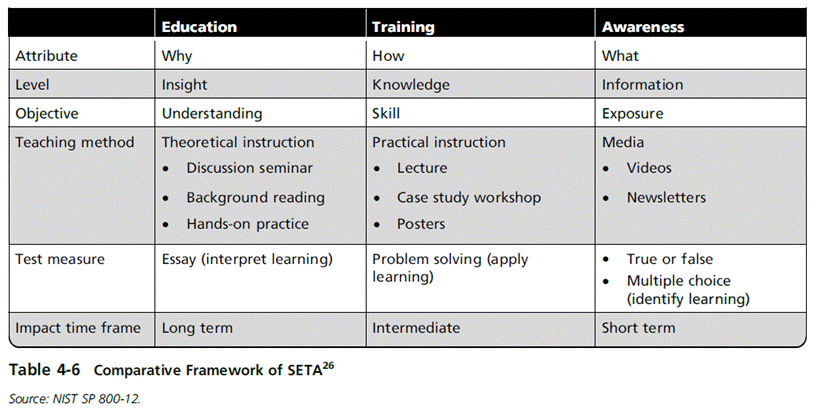 Education Training Awareness
Attribute Why How What
Level Insight Knowledge Information
Objective Understanding Skill Exposure
Teaching method Theoretical instruction Practical instruction Media
• Discussion seminar • Lecture • Videos
• Background reading • Case study workshop • Newsletters
• Hands-on practice • Posters
Test measure Essay (interpret learning) Problem solving (apply • True or false
learning) • Multiple choice
(identify learning)
Impact time frame Long term Intermediate Short term
Table 4-6 Comparative Framework of SETA26
Source: NIST SP 800-12.